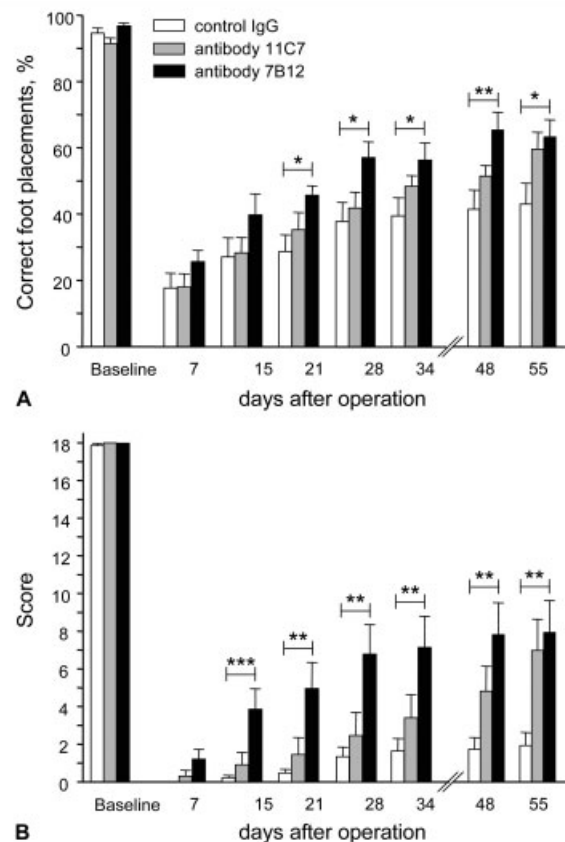 control IgG
antibody 11C7
antibody 7B12
Correct foot placements, %
100
80
60
40
20
0
* * * ** *
Baseline 7 15 21 28 34 48 55
A
days after operation
Score
18
16
14
12
10
8
6
4
2
0
*** ** ** ** ** **
Baseline 7 15 21 28 34 48 55
B
days after operation